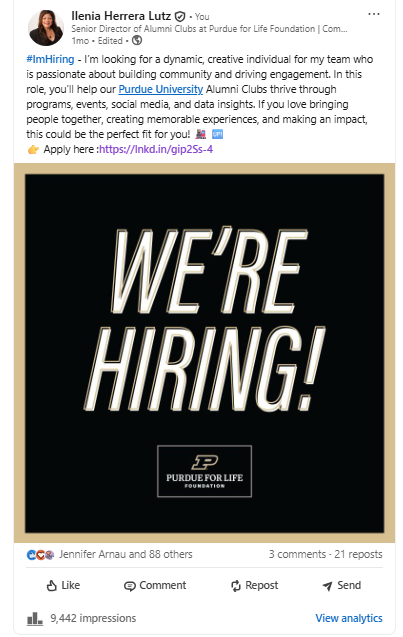 Ilenia Herrera Lutz • You
Senior Director of Alumni Clubs at Purdue for Life Foundation | Com...
1mo • Edited •
#ImHiring - I'm looking for a dynamic, creative individual for my team who
is passionate about building community and driving engagement. In this
role, you'll help our Purdue University Alumni Clubs thrive through
programs, events, social media, and data insights. If you love bringing
people together, creating memorable experiences, and making an impact,
this could be the perfect fit for you! 🚂 🆙
👉 Apply here :https://lnkd.in/gip2Ss-4
WE'RE
HIRING!
P
PURDUE FOR LIFE
FOUNDATION
Jennifer Arnau and 88 others 3 comments · 21 reposts
Like Comment Repost Send
9,442 impressions View analytics